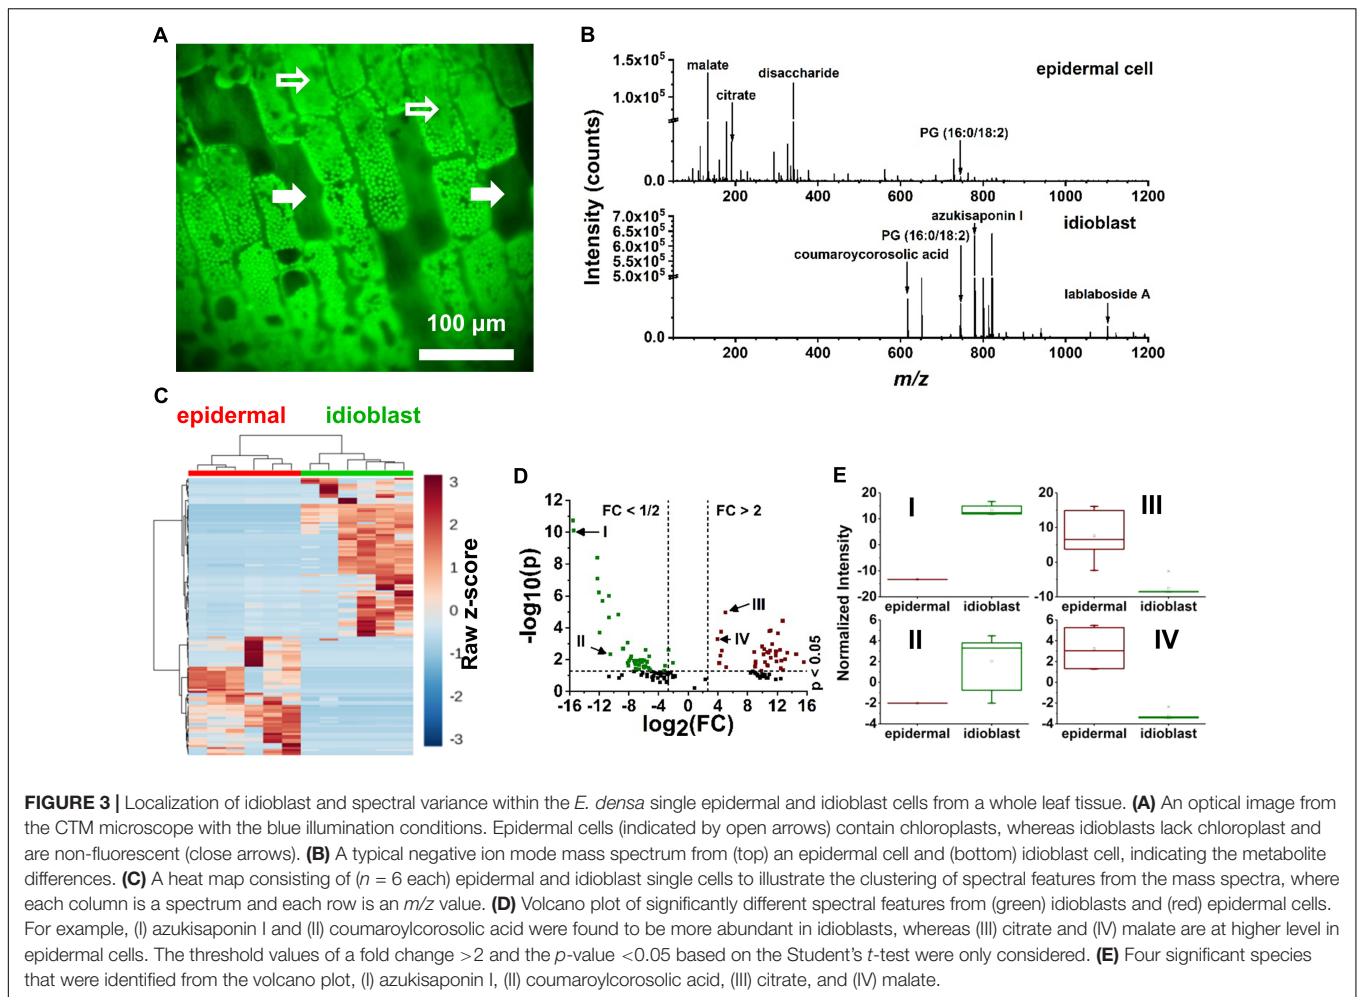 A
100 µm
B
epidermal cell
1.5x10⁵
1.0x10⁵
0.0
malate
citrate
disaccharide
PG (16:0/18:2)
200 400 600 800 1000 1200
idioblast
7.0x10⁵
6.5x10⁵
6.0x10⁵
5.5x10⁵
5.0x10⁵
0.0
azukisaponin I
PG (16:0/18:2)
coumaroycorosolic acid
lablaboside A
200 400 600 800 1000 1200
m/z
Intensity (counts)
C
epidermal idioblast
3
2
1
0
-1
-2
-3
Raw z-score
D
FC < 1/2 FC > 2
12
10
8
6
4
2
0
-log10(p)
I
II
III
IV
p < 0.05
-16 -12 -8 -4 0 4 8 12 16
log2(FC)
E
Normalized Intensity
I
20
10
0
-10
-20
epidermal idioblast
III
20
10
0
-10
epidermal idioblast
II
6
4
2
0
-2
-4
epidermal idioblast
IV
6
4
2
0
-2
-4
epidermal idioblast
FIGURE 3 | Localization of idioblast and spectral variance within the E. densa single epidermal and idioblast cells from a whole leaf tissue. (A) An optical image from
the CTM microscope with the blue illumination conditions. Epidermal cells (indicated by open arrows) contain chloroplasts, whereas idioblasts lack chloroplast and
are non-fluorescent (close arrows). (B) A typical negative ion mode mass spectrum from (top) an epidermal cell and (bottom) idioblast cell, indicating the metabolite
differences. (C) A heat map consisting of (n = 6 each) epidermal and idioblast single cells to illustrate the clustering of spectral features from the mass spectra, where
each column is a spectrum and each row is an m/z value. (D) Volcano plot of significantly different spectral features from (green) idioblasts and (red) epidermal cells.
For example, (I) azukisaponin I and (II) coumaroylcorosolic acid were found to be more abundant in idioblasts, whereas (III) citrate and (IV) malate are at higher level in
epidermal cells. The threshold values of a fold change >2 and the p-value <0.05 based on the Student's t-test were only considered. (E) Four significant species
that were identified from the volcano plot, (I) azukisaponin I, (II) coumaroylcorosolic acid, (III) citrate, and (IV) malate.